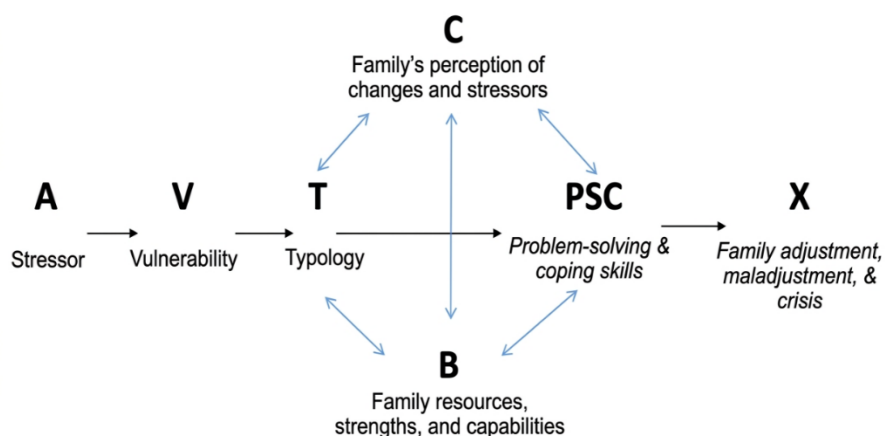 C
Family's perception of
changes and stressors
A
V
T
PSC
X
Stressor
Vulnerability
Typology
Problem-solving &
coping skills
Family adjustment,
maladjustment, &
crisis
B
Family resources,
strengths, and capabilities